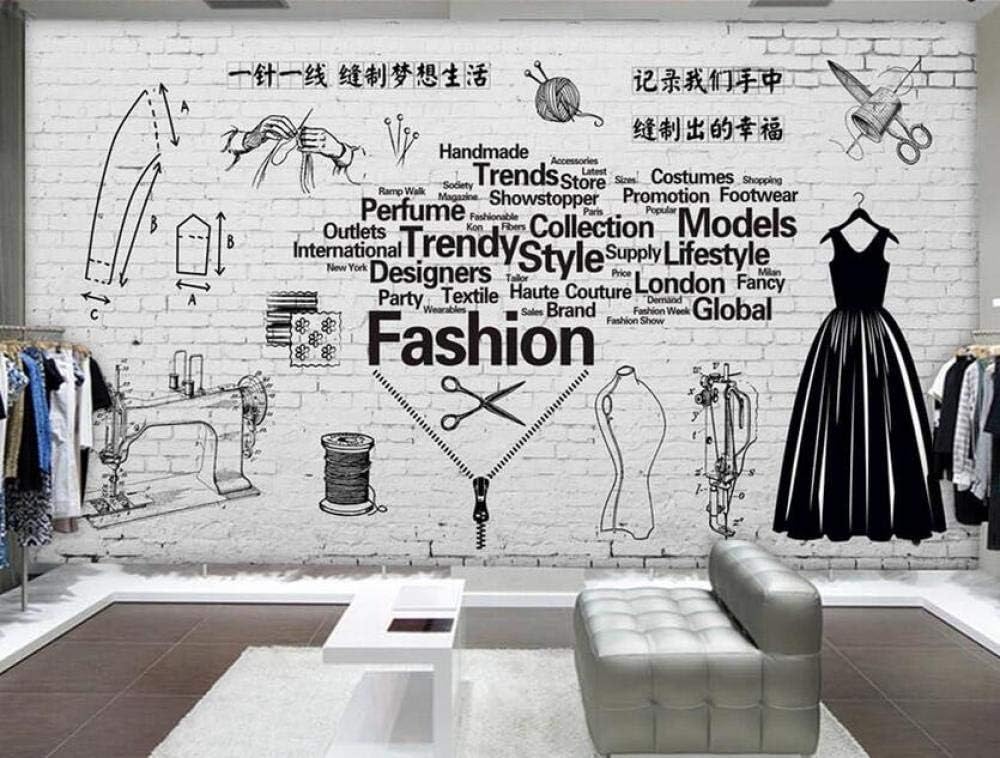 一针一线 缝制梦想生活
记录我们手中
缝制出的幸福
A
B
C
B
A
Handmade
Accessories
Trends Store Latest Sizes Costumes Shopping
Ramp Walk Society Magazine Showstopper Promotion Footwear
Perfume Fashionable Paris Popular Models
Outlets Kon Fibers Collection
International Trendy Style Supply Lifestyle
New York Designers Tailor Price London Milan Fancy
Party Textile Haute Couture Demand
Wearables Sales Brand Fashion Week Global
Fashion Show
Fashion